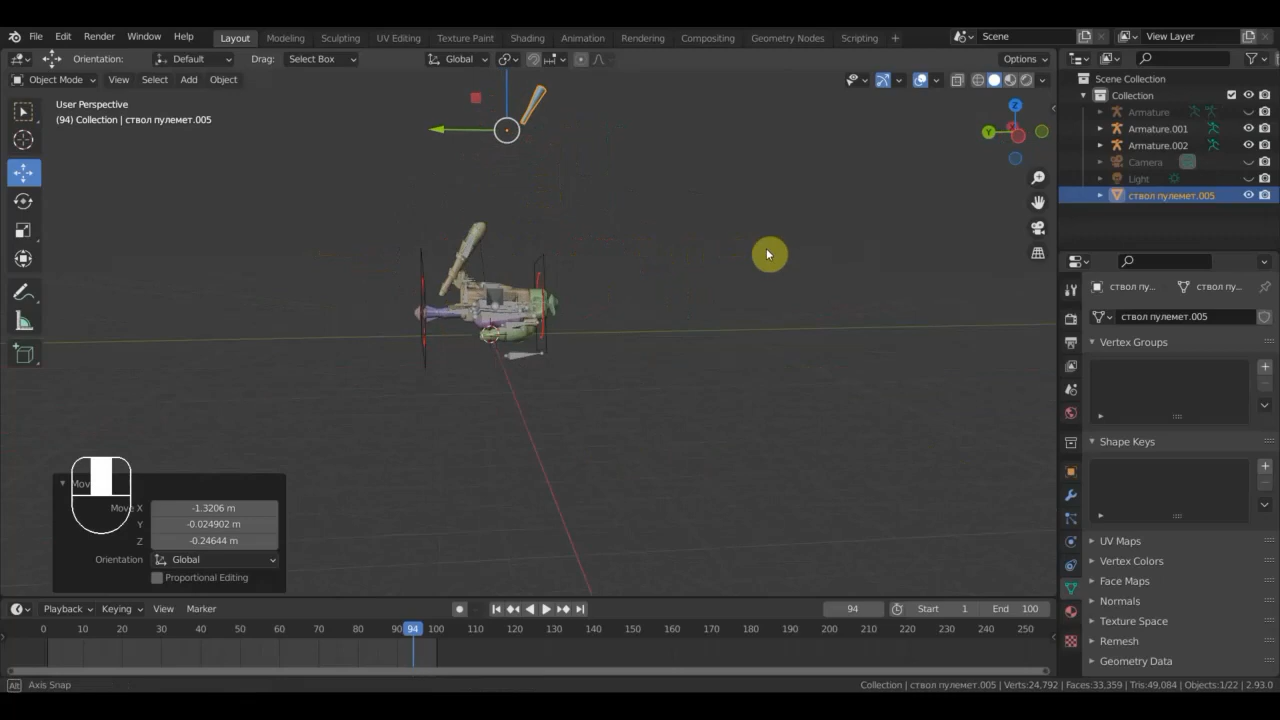 File Edit Render Window Help Layout Modeling Sculpting UV Editing Texture Paint Shading Animation Rendering Compositing Geometry Nodes Scripting + Scene View Layer
Orientation: Default Drag: Select Box Global Options
Object Mode View Select Add Object
User Perspective
(94) Collection | ствол пулемет.005
Z
Y
Scene Collection
Collection
Armature
Armature.001
Armature.002
Camera
Light
ствол пулемет.005
ствол пу... ствол пу...
ствол пулемет.005
Vertex Groups
Shape Keys
UV Maps
Vertex Colors
Face Maps
Normals
Texture Space
Remesh
Geometry Data
Move X -1.3206 m
Y -0.024902 m
Z -0.24644 m
Orientation Global
Proportional Editing
Playback Keying View Marker 94 Start 1 End 100
0 10 20 30 40 50 60 70 80 90 94 100 110 120 130 140 150 160 170 180 190 200 210 220 230 240 250
Alt Axis Snap
Collection | ствол пулемет.005 | Verts:24,792 | Faces:33,359 | Tris:49,084 | Objects:1/22 | 2.93.0